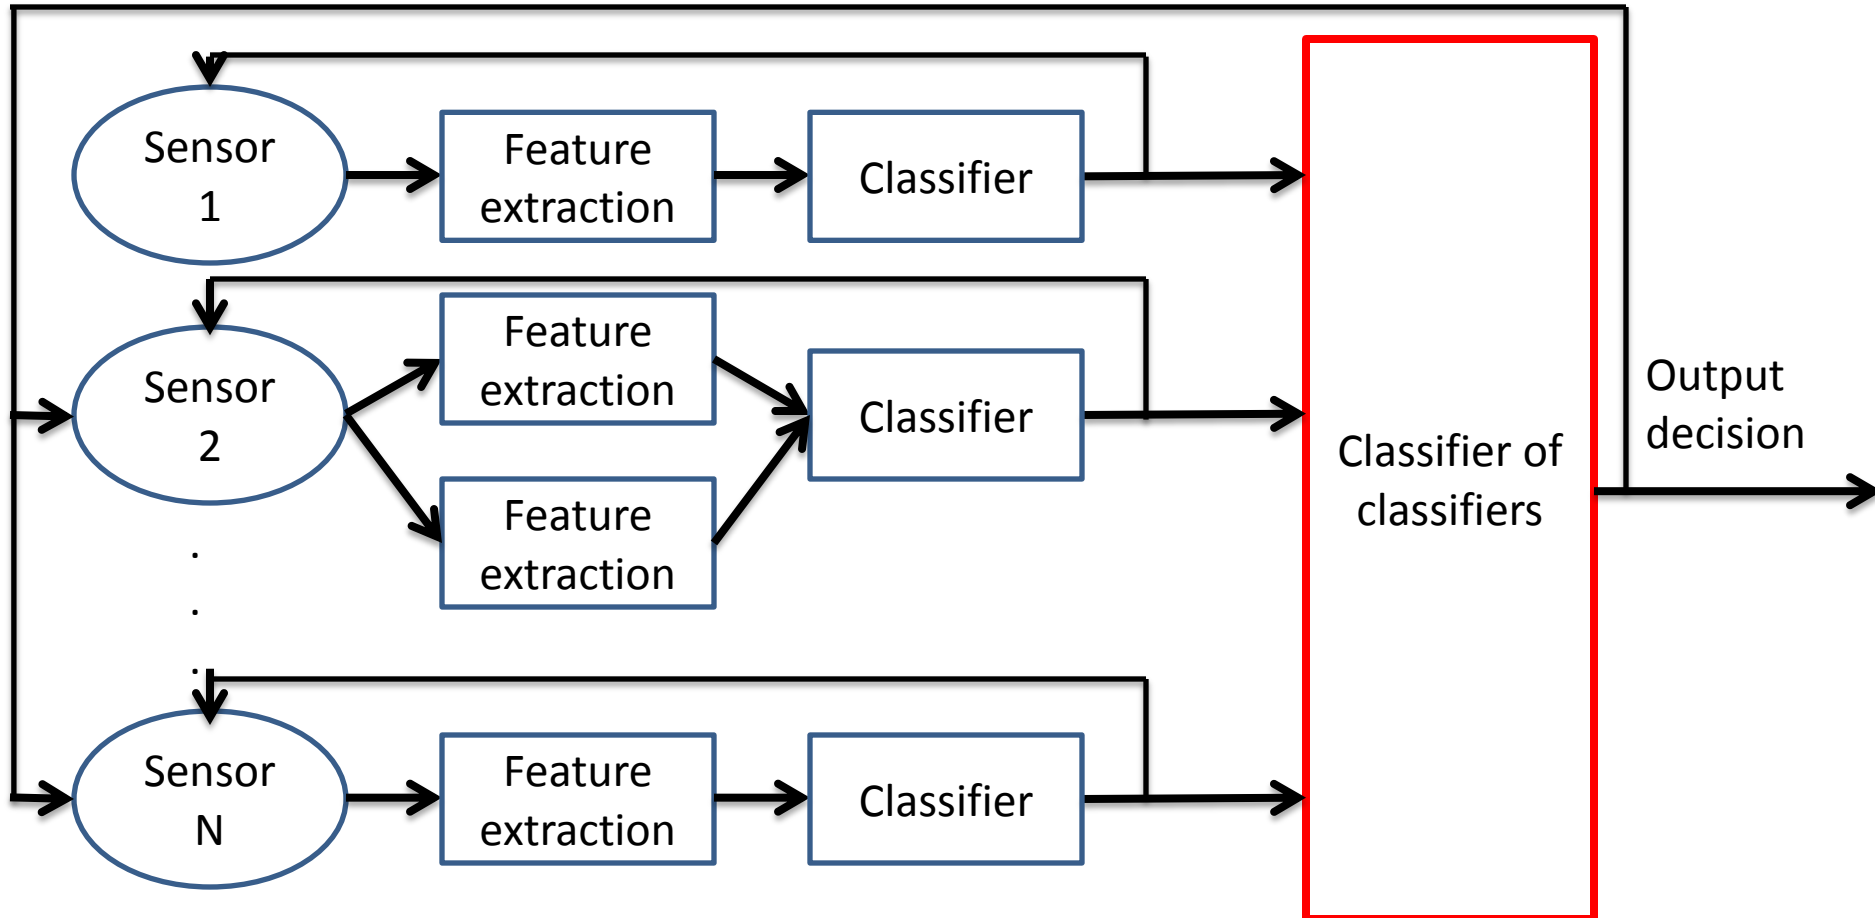 Sensor
1
Feature
extraction
Classifier
Sensor
2
Feature
extraction
Feature
extraction
Classifier
.
.
.
Sensor
N
Feature
extraction
Classifier
Classifier of
classifiers
Output
decision